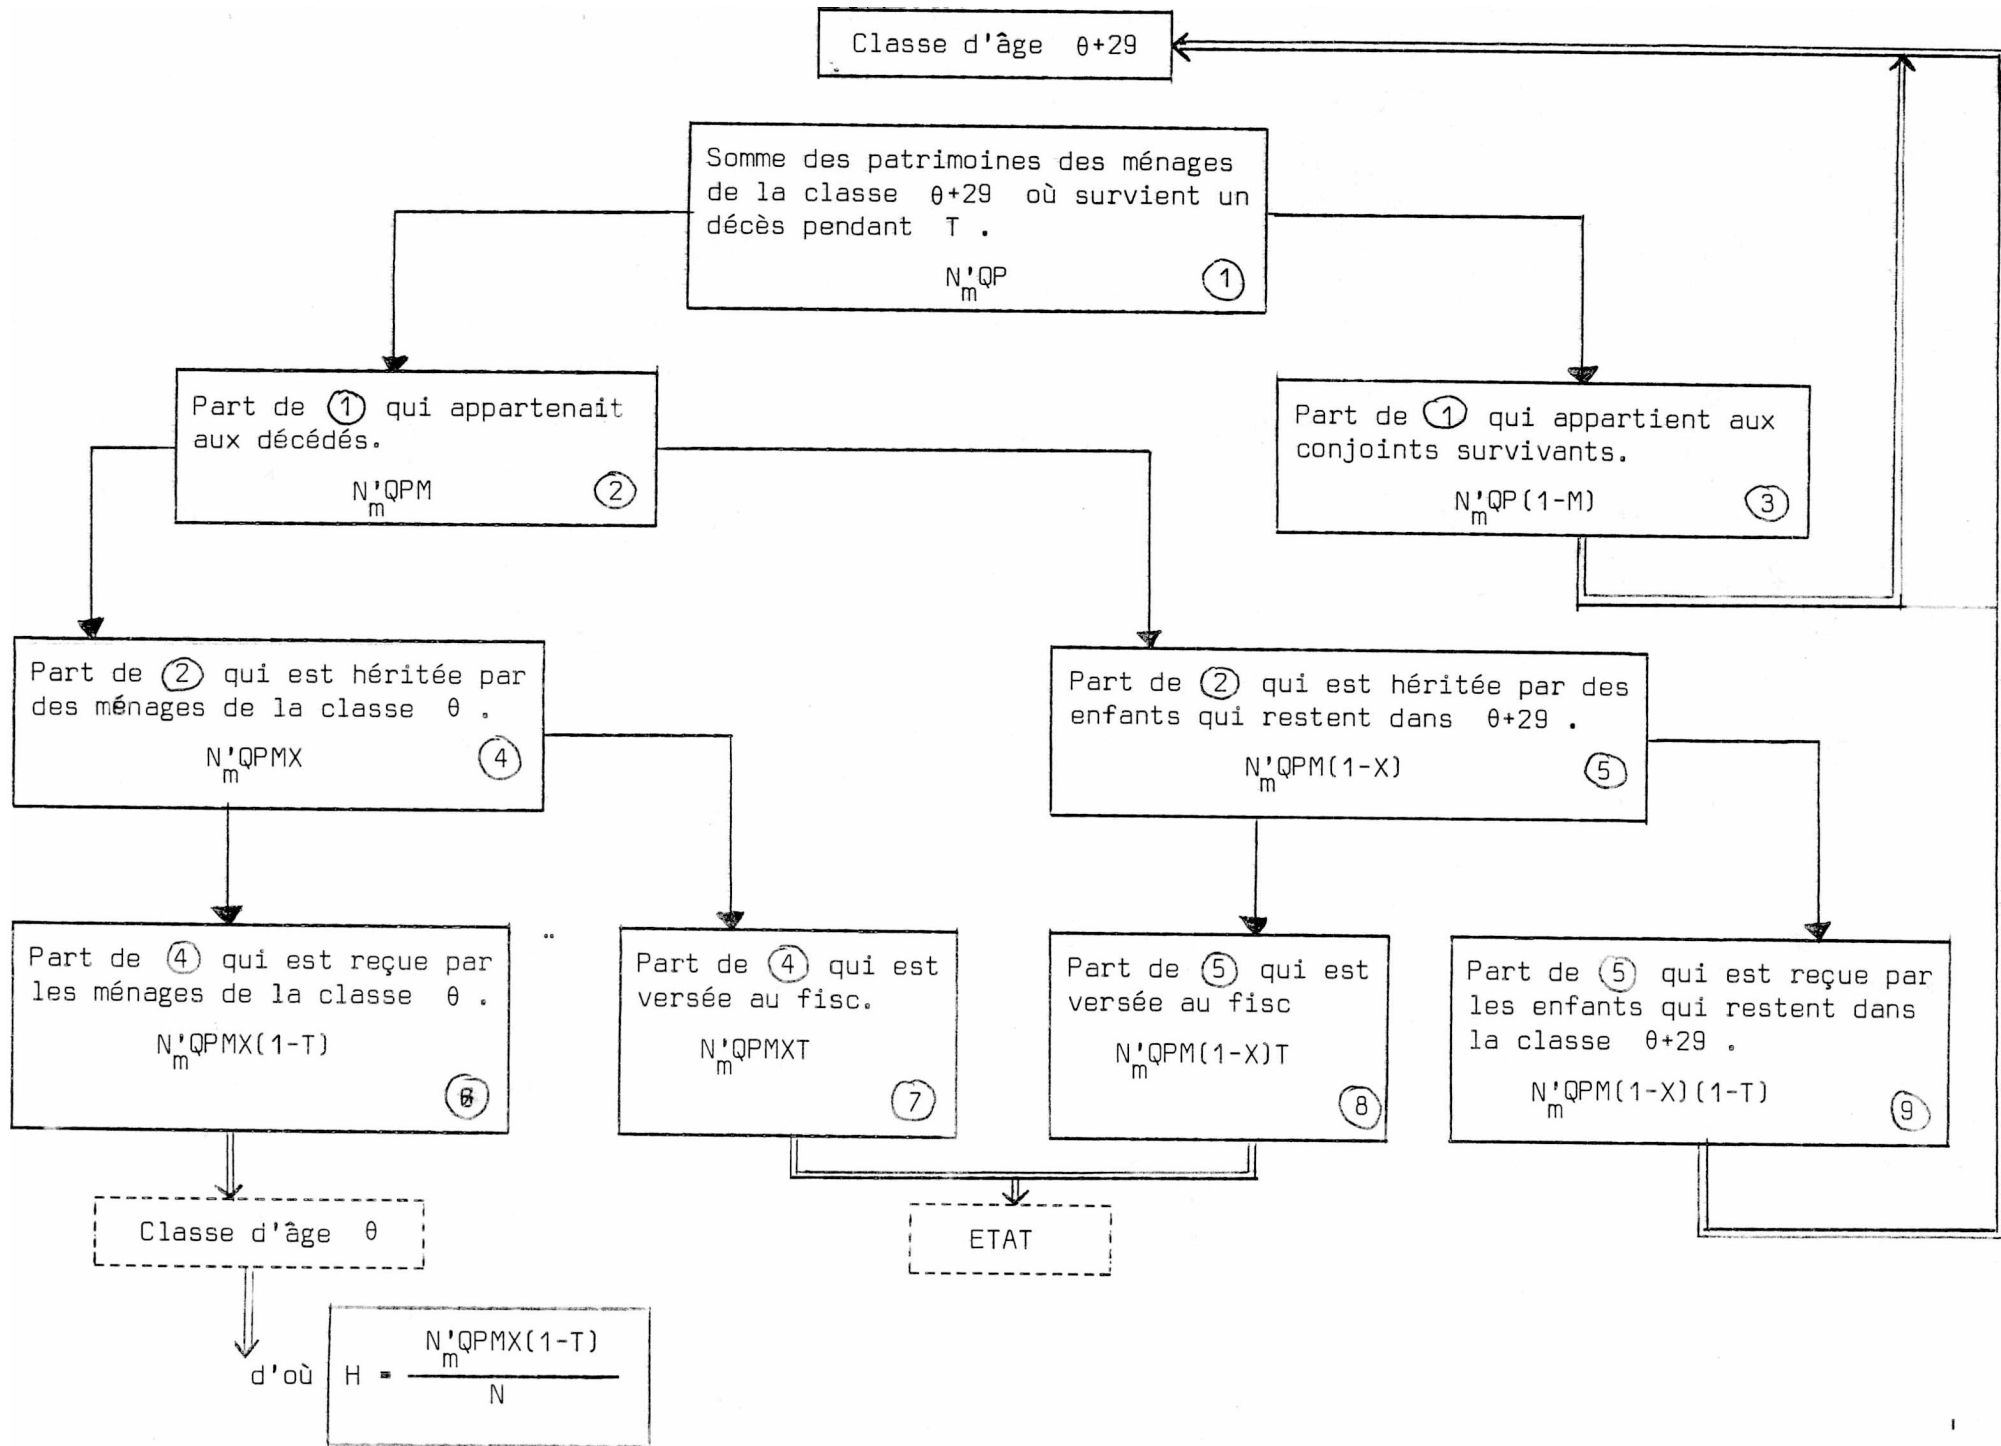 Classe d'âge θ+29
Somme des patrimoines des ménages
de la classe θ+29 où survient un
décès pendant T .
N'mQP
1
Part de 1 qui appartenait
aux décédés.
N'mQPM
2
Part de 1 qui appartient aux
conjoints survivants.
N'mQP(1-M)
3
Part de 2 qui est héritée par
des ménages de la classe θ .
N'mQPMX
4
Part de 2 qui est héritée par des
enfants qui restent dans θ+29 .
N'mQPM(1-X)
5
Part de 4 qui est reçue par
les ménages de la classe θ .
N'mQPMX(1-T)
6
Part de 4 qui est
versée au fisc.
N'mQPMXT
7
Part de 5 qui est
versée au fisc
N'mQPM(1-X)T
8
Part de 5 qui est reçue par
les enfants qui restent dans
la classe θ+29 .
N'mQPM(1-X)(1-T)
9
Classe d'âge θ
ETAT
d'où H = N'mQPMX(1-T)
N